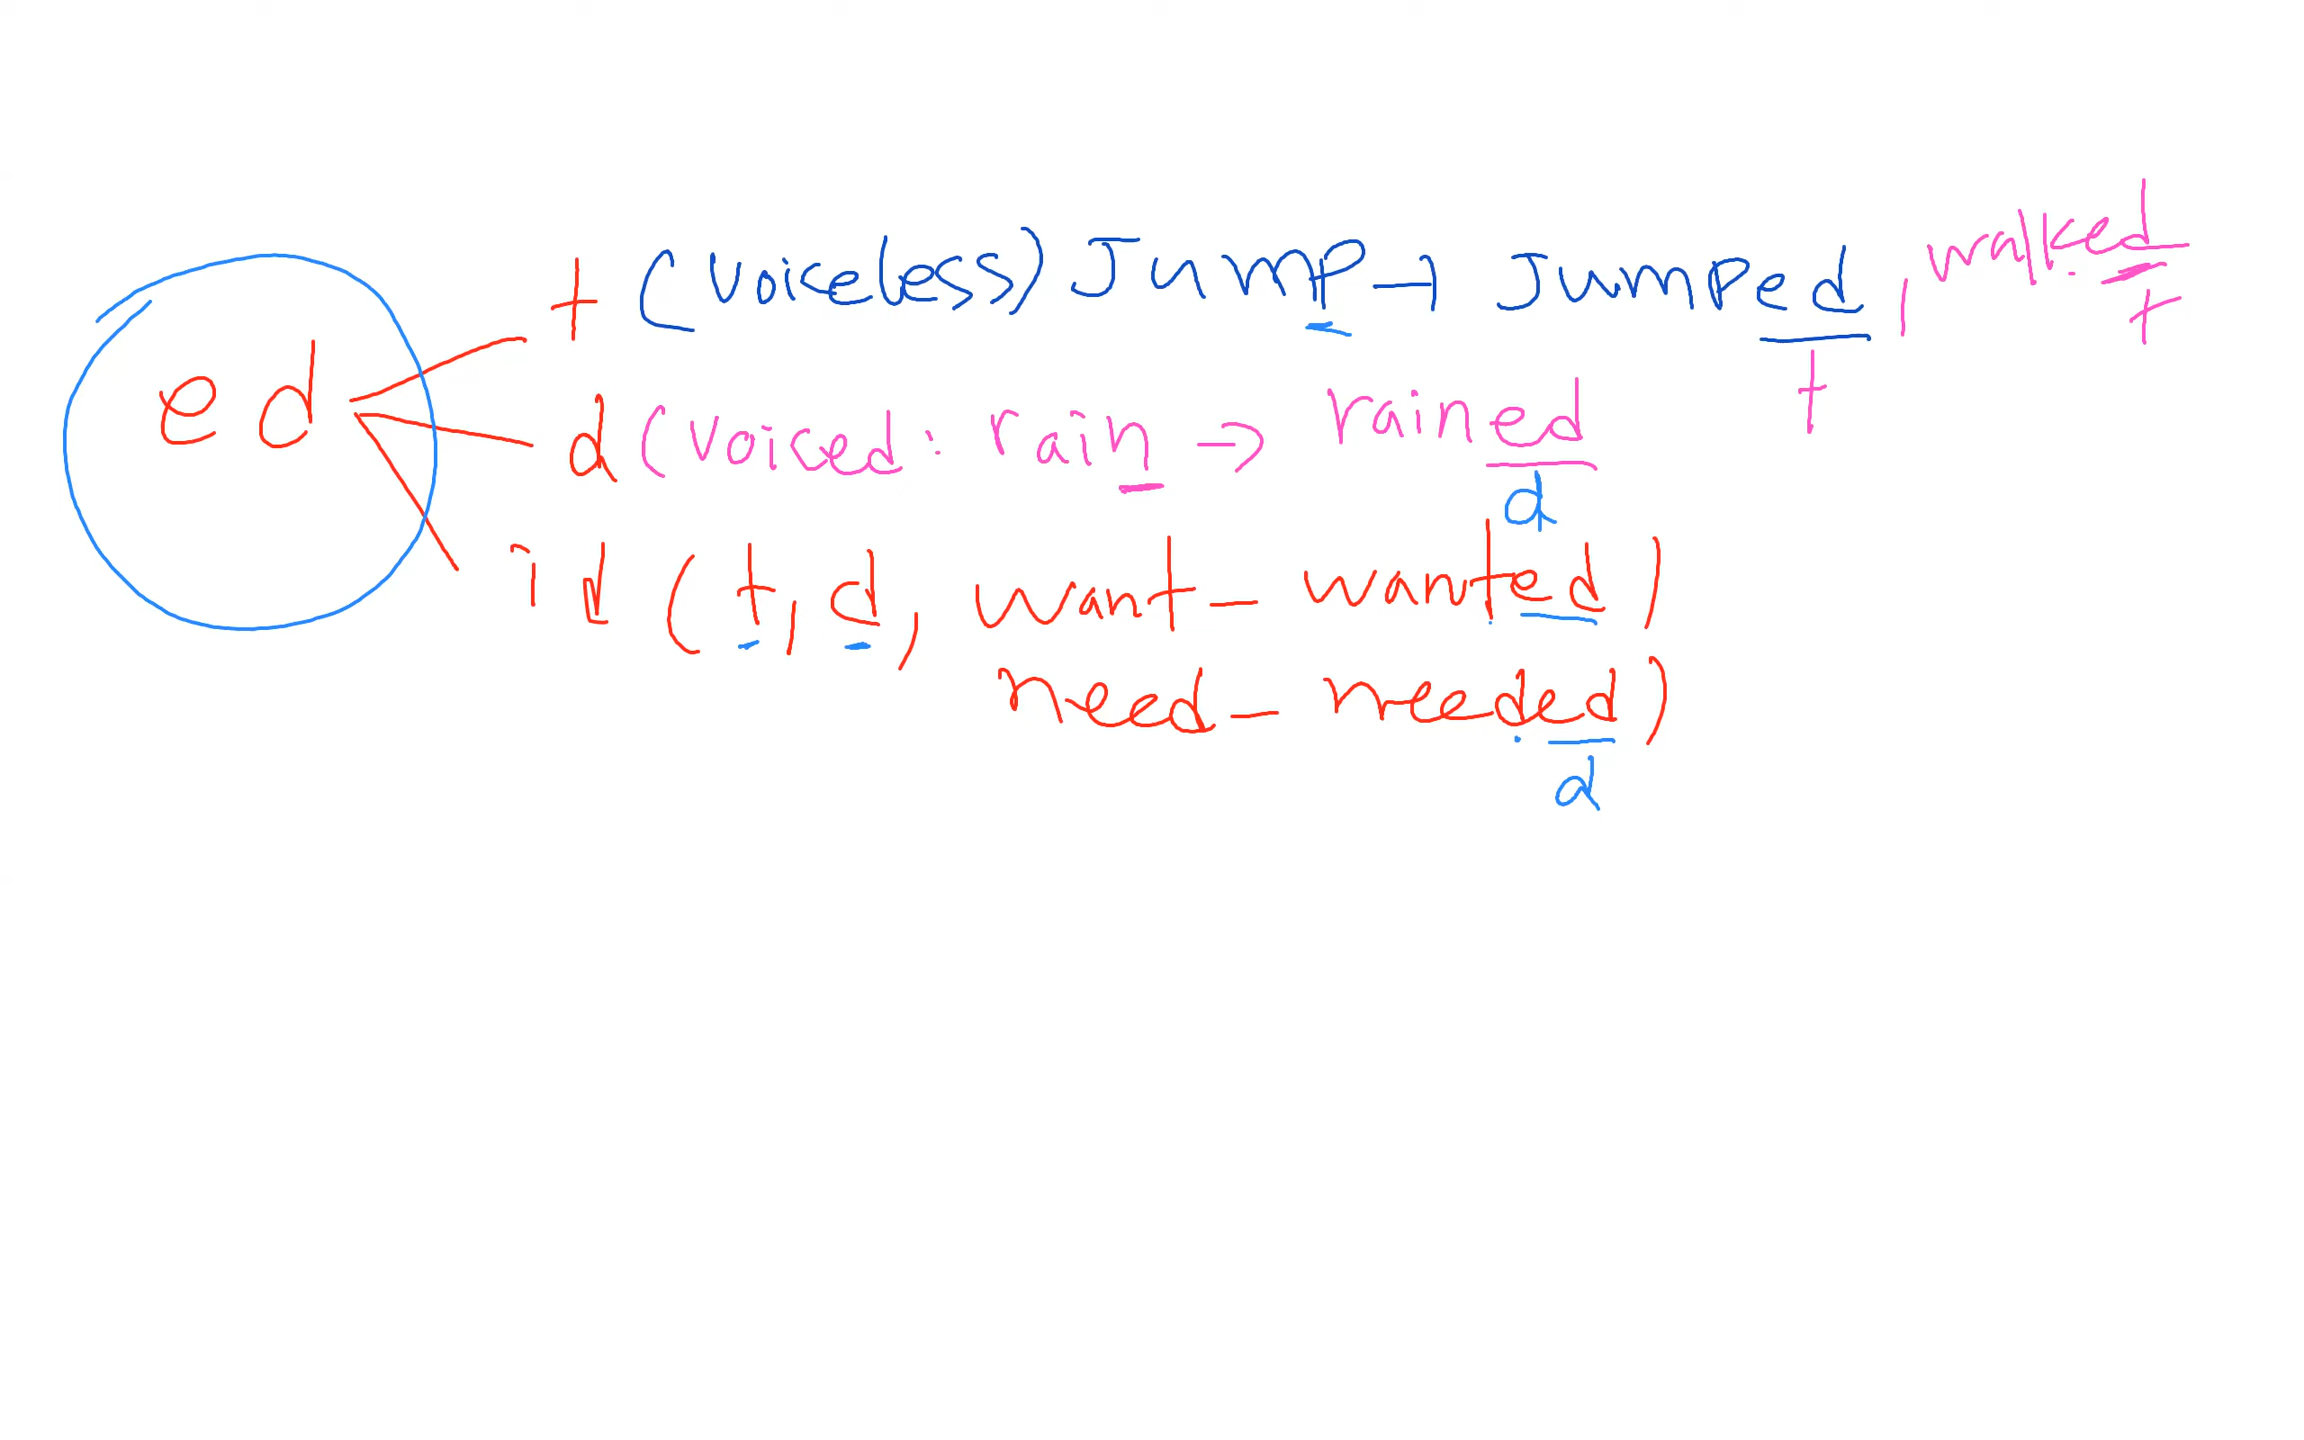 t (voiceless) Jump → Jumped, walked
t
t
ed
d (voiced: rain → rained
d
id (t, d, want - wanted)
need - needed)
d